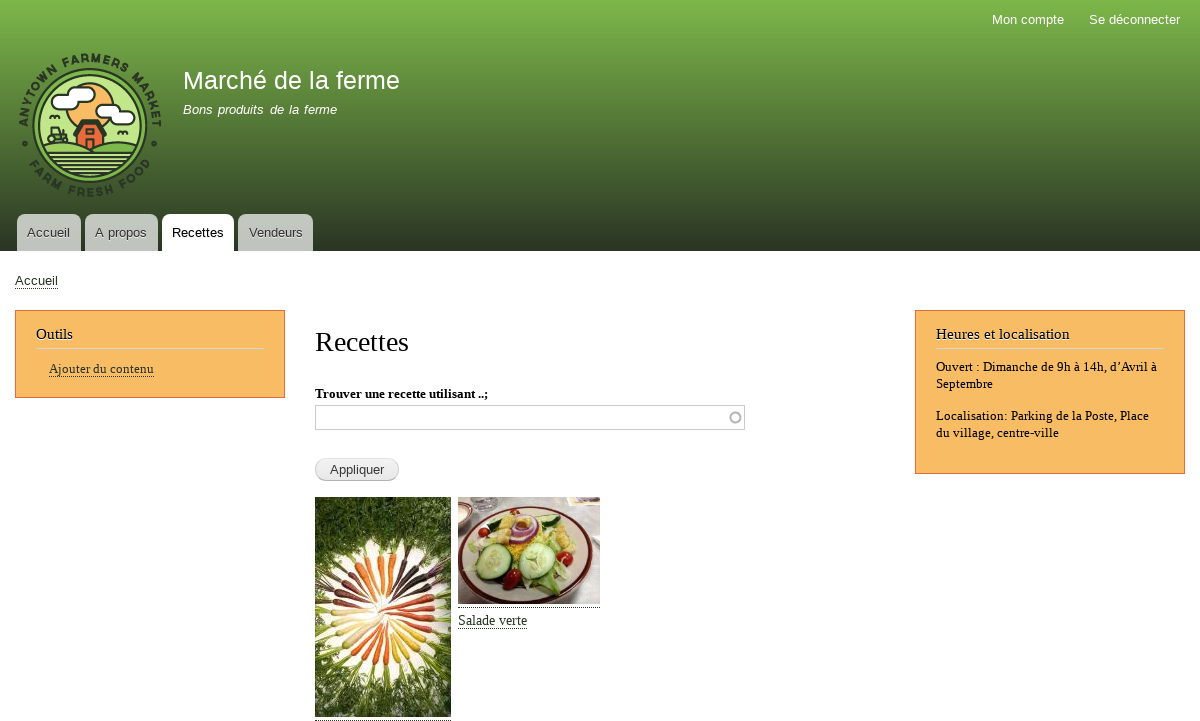 Mon compte
Se déconnecter
ANYTOWN FARMERS MARKET
FARM FRESH FOOD
Marché de la ferme
Bons produits de la ferme
Accueil
A propos
Recettes
Vendeurs
Accueil
Outils
Ajouter du contenu
Recettes
Trouver une recette utilisant ..;
Appliquer
Salade verte
Heures et localisation
Ouvert : Dimanche de 9h à 14h, d’Avril à
Septembre
Localisation: Parking de la Poste, Place
du village, centre-ville